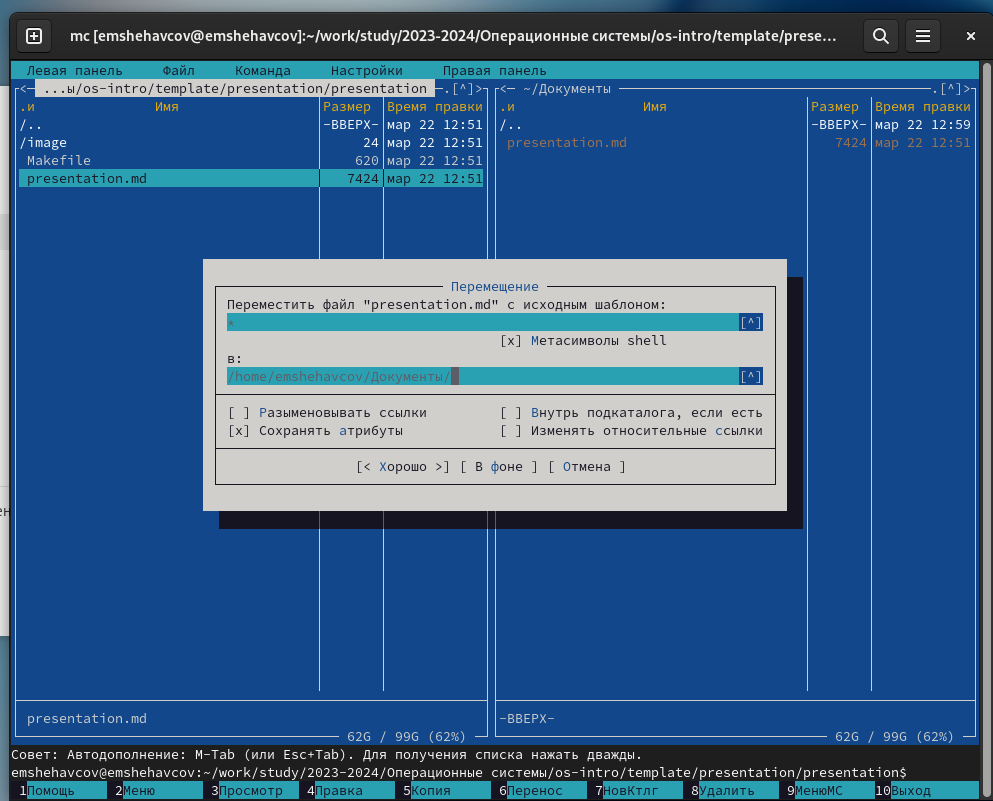 mc [emshehavcov@emshehavcov]:~/work/study/2023-2024/Операционные системы/os-intro/template/prese...
Левая панель Файл Команда Настройки Правая панель
<─ ...ы/os-intro/template/presentation/presentation ─.[^]>
.и Имя Размер Время правки
/.. -ВВЕРХ- мар 22 12:51
/image 24 мар 22 12:51
Makefile 620 мар 22 12:51
presentation.md 7424 мар 22 12:51
<─ ~/Документы ─.[^]>
.и Имя Размер Время правки
/.. -ВВЕРХ- мар 22 12:59
presentation.md 7424 мар 22 12:51
Перемещение
Переместить файл "presentation.md" с исходным шаблоном:
* [^]
[x] Метасимволы shell
в:
/home/emshehavcov/Документы/ [^]
[ ] Разыменовывать ссылки [ ] Внутрь подкаталога, если есть
[x] Сохранять атрибуты [ ] Изменять относительные ссылки
[< Хорошо >] [ В фоне ] [ Отмена ]
presentation.md
62G / 99G (62%)
-ВВЕРХ-
62G / 99G (62%)
Совет: Автодополнение: M-Tab (или Esc+Tab). Для получения списка нажать дважды.
emshehavcov@emshehavcov:~/work/study/2023-2024/Операционные системы/os-intro/template/presentation/presentation$
1Помощь 2Меню 3Просмотр 4Правка 5Копия 6Перенос 7НовКтлг 8Удалить 9МенюMC 10Выход